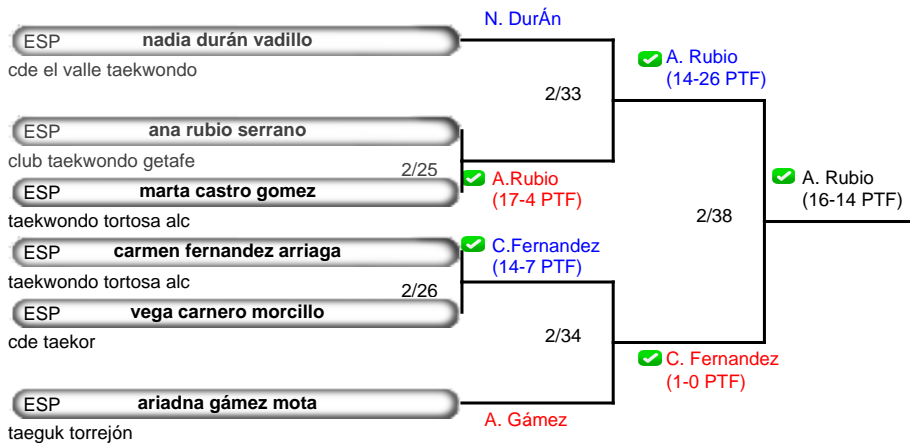 N. DurÁn
ESP nadia durán vadillo
cde el valle taekwondo
A. Rubio
(14-26 PTF)
2/33
ESP ana rubio serrano
club taekwondo getafe
2/25
A.Rubio
(17-4 PTF)
ESP marta castro gomez
taekwondo tortosa alc
A. Rubio
(16-14 PTF)
2/38
ESP carmen fernandez arriaga
taekwondo tortosa alc
C.Fernandez
(14-7 PTF)
2/26
ESP vega carnero morcillo
cde taekor
2/34
C. Fernandez
(1-0 PTF)
ESP ariadna gámez mota
taeguk torrejón
A. Gámez